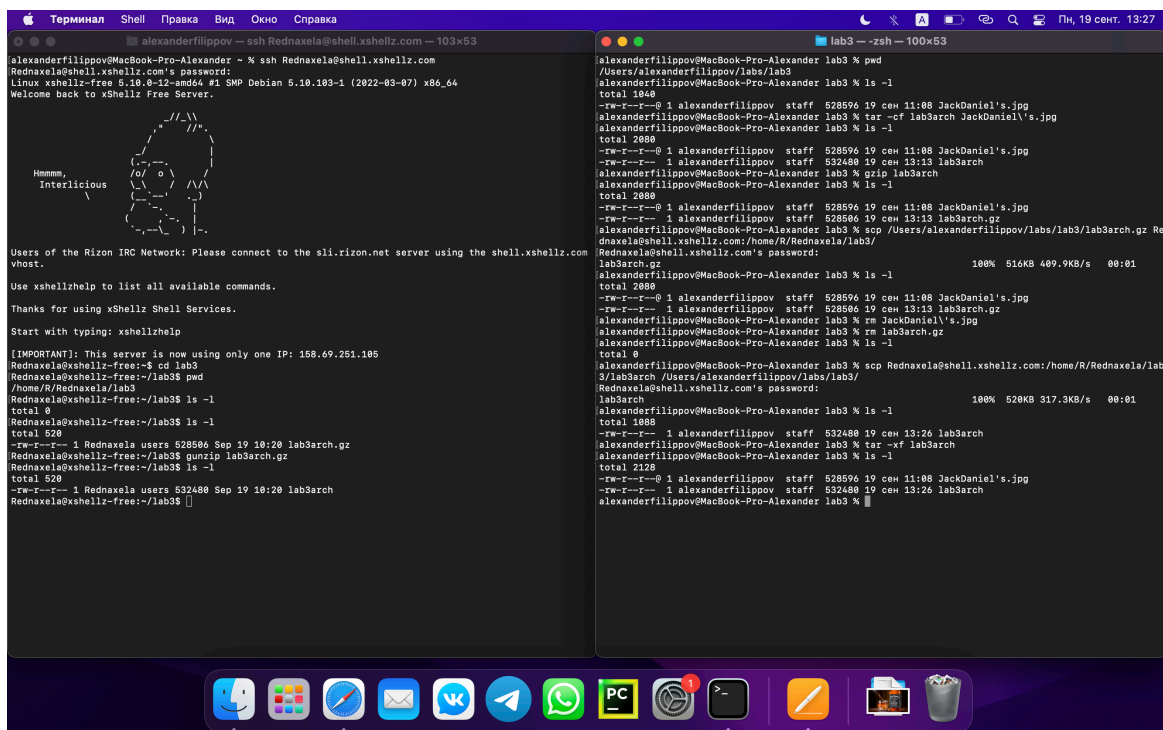 Терминал Shell Правка Вид Окно Справка
A Пн, 19 сент. 13:27
alexanderfilippov — ssh Rednaxela@shell.xshellz.com — 103×53
alexanderfilippov@MacBook-Pro-Alexander ~ % ssh Rednaxela@shell.xshellz.com
Rednaxela@shell.xshellz.com's password:
Linux xshellz-free 5.10.0-12-amd64 #1 SMP Debian 5.10.103-1 (2022-03-07) x86_64
Welcome back to xShellz Free Server.
Hmmmm,
Interlicious
Users of the Rizon IRC Network: Please connect to the sli.rizon.net server using the shell.xshellz.com
vhost.
Use xshellzhelp to list all available commands.
Thanks for using xShellz Shell Services.
Start with typing: xshellzhelp
[IMPORTANT]: This server is now using only one IP: 158.69.251.105
Rednaxela@xshellz-free:~$ cd lab3
Rednaxela@xshellz-free:~/lab3$ pwd
/home/R/Rednaxela/lab3
Rednaxela@xshellz-free:~/lab3$ ls -l
total 0
Rednaxela@xshellz-free:~/lab3$ ls -l
total 520
-rw-r--r-- 1 Rednaxela users 528506 Sep 19 10:20 lab3arch.gz
Rednaxela@xshellz-free:~/lab3$ gunzip lab3arch.gz
Rednaxela@xshellz-free:~/lab3$ ls -l
total 520
-rw-r--r-- 1 Rednaxela users 532480 Sep 19 10:20 lab3arch
Rednaxela@xshellz-free:~/lab3$
lab3 — -zsh — 100×53
alexanderfilippov@MacBook-Pro-Alexander lab3 % pwd
/Users/alexanderfilippov/labs/lab3
alexanderfilippov@MacBook-Pro-Alexander lab3 % ls -l
total 1040
-rw-r--r--@ 1 alexanderfilippov  staff  528596 19 сен 11:08 JackDaniel's.jpg
alexanderfilippov@MacBook-Pro-Alexander lab3 % tar -cf lab3arch JackDaniel\'s.jpg
alexanderfilippov@MacBook-Pro-Alexander lab3 % ls -l
total 2080
-rw-r--r--@ 1 alexanderfilippov  staff  528596 19 сен 11:08 JackDaniel's.jpg
-rw-r--r--  1 alexanderfilippov  staff  532480 19 сен 13:13 lab3arch
alexanderfilippov@MacBook-Pro-Alexander lab3 % gzip lab3arch
alexanderfilippov@MacBook-Pro-Alexander lab3 % ls -l
total 2080
-rw-r--r--@ 1 alexanderfilippov  staff  528596 19 сен 11:08 JackDaniel's.jpg
-rw-r--r--  1 alexanderfilippov  staff  528506 19 сен 13:13 lab3arch.gz
alexanderfilippov@MacBook-Pro-Alexander lab3 % scp /Users/alexanderfilippov/labs/lab3/lab3arch.gz Re
dnaxela@shell.xshellz.com:/home/R/Rednaxela/lab3/
Rednaxela@shell.xshellz.com's password:
lab3arch.gz 100% 516KB 409.9KB/s 00:01
alexanderfilippov@MacBook-Pro-Alexander lab3 % ls -l
total 2080
-rw-r--r--@ 1 alexanderfilippov  staff  528596 19 сен 11:08 JackDaniel's.jpg
-rw-r--r--  1 alexanderfilippov  staff  528506 19 сен 13:13 lab3arch.gz
alexanderfilippov@MacBook-Pro-Alexander lab3 % rm JackDaniel\'s.jpg
alexanderfilippov@MacBook-Pro-Alexander lab3 % rm lab3arch.gz
alexanderfilippov@MacBook-Pro-Alexander lab3 % ls -l
total 0
alexanderfilippov@MacBook-Pro-Alexander lab3 % scp Rednaxela@shell.xshellz.com:/home/R/Rednaxela/lab
3/lab3arch /Users/alexanderfilippov/labs/lab3/
Rednaxela@shell.xshellz.com's password:
lab3arch 100% 520KB 317.3KB/s 00:01
alexanderfilippov@MacBook-Pro-Alexander lab3 % ls -l
total 1088
-rw-r--r--  1 alexanderfilippov  staff  532480 19 сен 13:26 lab3arch
alexanderfilippov@MacBook-Pro-Alexander lab3 % tar -xf lab3arch
alexanderfilippov@MacBook-Pro-Alexander lab3 % ls -l
total 2128
-rw-r--r--@ 1 alexanderfilippov  staff  528596 19 сен 11:08 JackDaniel's.jpg
-rw-r--r--  1 alexanderfilippov  staff  532480 19 сен 13:26 lab3arch
alexanderfilippov@MacBook-Pro-Alexander lab3 %
PC
1
>_